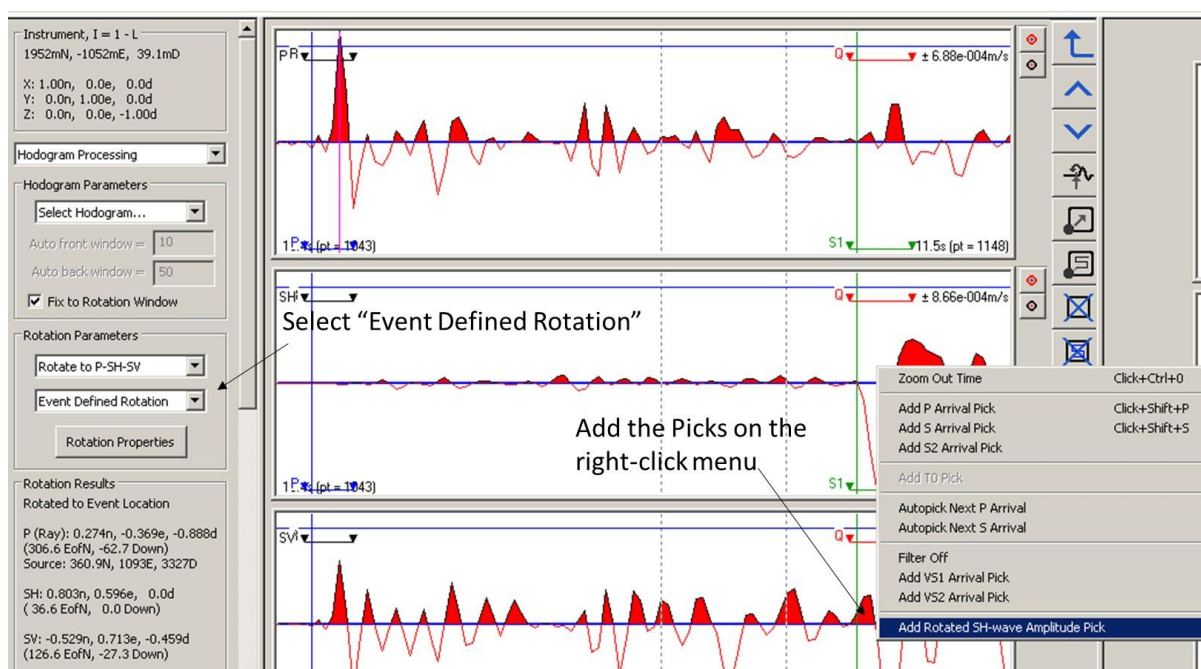 Instrument, I = 1 - L
1952mN, -1052mE, 39.1mD
X: 1.00n, 0.0e, 0.0d
Y: 0.0n, 1.00e, 0.0d
Z: 0.0n, 0.0e, -1.00d
Hodogram Processing
Hodogram Parameters
Select Hodogram...
Auto front window = 10
Auto back window = 50
Fix to Rotation Window
Rotation Parameters
Rotate to P-SH-SV
Event Defined Rotation
Rotation Properties
Rotation Results
Rotated to Event Location
P (Ray): 0.274n, -0.369e, -0.888d
(306.6 EofN, -62.7 Down)
Source: 360.9N, 1093E, 3327D
SH: 0.803n, 0.596e, 0.0d
( 36.6 EofN, 0.0 Down)
SV: -0.529n, 0.713e, -0.459d
(126.6 EofN, -27.3 Down)
PR
Q
± 6.88e-004m/s
P
(pt = 1043)
S1
11.5s (pt = 1148)
SH
Q
± 8.66e-004m/s
Select “Event Defined Rotation”
Add the Picks on the
right-click menu
P
(pt = 1043)
S1
SV
Q
Zoom Out Time Click+Ctrl+0
Add P Arrival Pick Click+Shift+P
Add S Arrival Pick Click+Shift+S
Add S2 Arrival Pick
Add T0 Pick
Autopick Next P Arrival
Autopick Next S Arrival
Filter Off
Add VS1 Arrival Pick
Add VS2 Arrival Pick
Add Rotated SH-wave Amplitude Pick